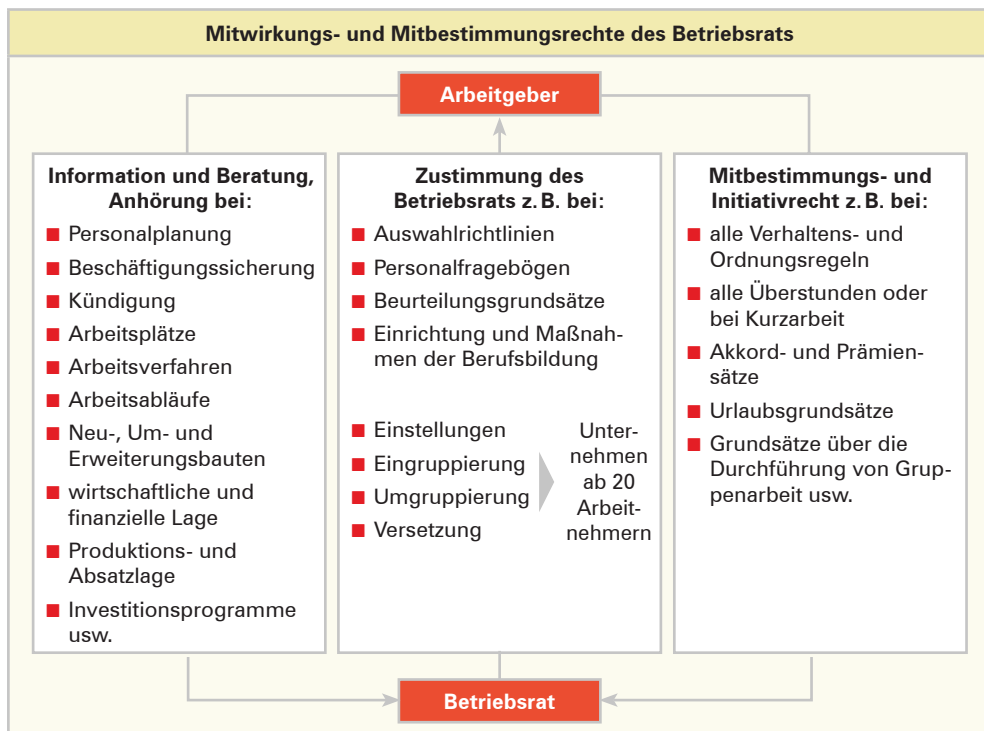 Mitwirkungs- und Mitbestimmungsrechte des Betriebsrats
Arbeitgeber
Information und Beratung,
Anhörung bei:
■ Personalplanung
■ Beschäftigungssicherung
■ Kündigung
■ Arbeitsplätze
■ Arbeitsverfahren
■ Arbeitsabläufe
■ Neu-, Um- und
Erweiterungsbauten
■ wirtschaftliche und
finanzielle Lage
■ Produktions- und
Absatzlage
■ Investitionsprogramme
usw.
Zustimmung des
Betriebsrats z. B. bei:
■ Auswahlrichtlinien
■ Personalfragebögen
■ Beurteilungsgrundsätze
■ Einrichtung und Maßnah-
men der Berufsbildung
■ Einstellungen
■ Eingruppierung
■ Umgruppierung
■ Versetzung
Unter-
nehmen
ab 20
Arbeit-
nehmern
Mitbestimmungs- und
Initiativrecht z. B. bei:
■ alle Verhaltens- und
Ordnungsregeln
■ alle Überstunden oder
bei Kurzarbeit
■ Akkord- und Prämien-
sätze
■ Urlaubsgrundsätze
■ Grundsätze über die
Durchführung von Grup-
penarbeit usw.
Betriebsrat